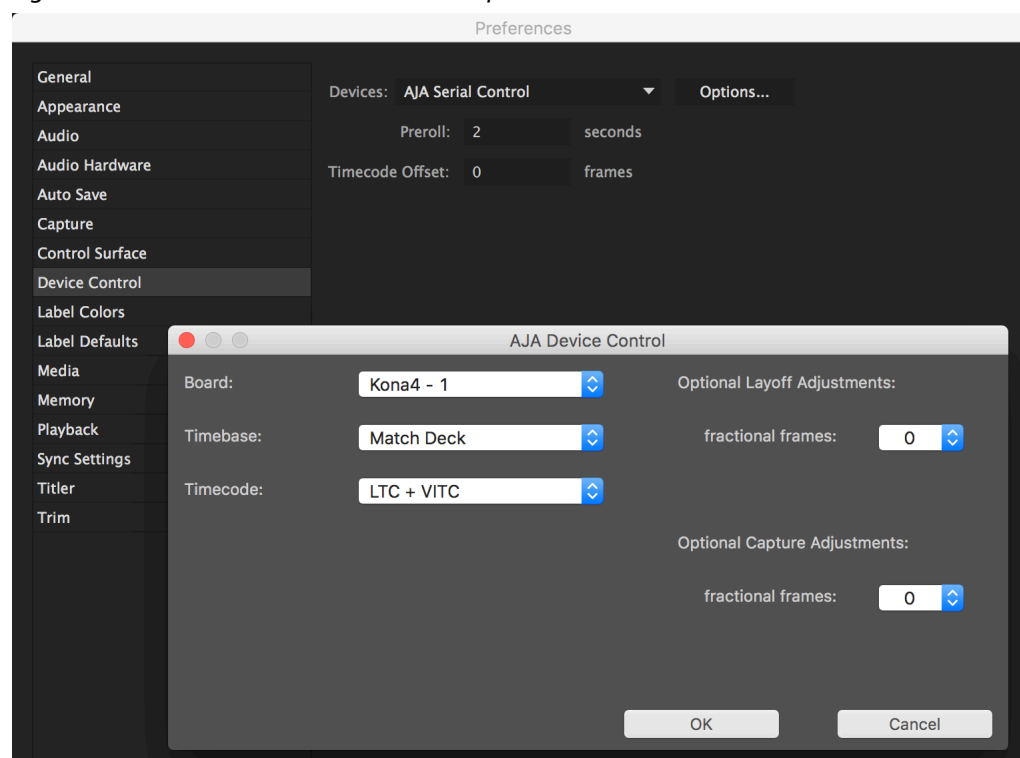 Preferences
General
Appearance
Audio
Audio Hardware
Auto Save
Capture
Control Surface
Device Control
Label Colors
Label Defaults
Media
Memory
Playback
Sync Settings
Titler
Trim
Devices: AJA Serial Control Options...
Preroll: 2 seconds
Timecode Offset: 0 frames
AJA Device Control
Board: Kona4 - 1
Timebase: Match Deck
Timecode: LTC + VITC
Optional Layoff Adjustments:
fractional frames: 0
Optional Capture Adjustments:
fractional frames: 0
OK Cancel